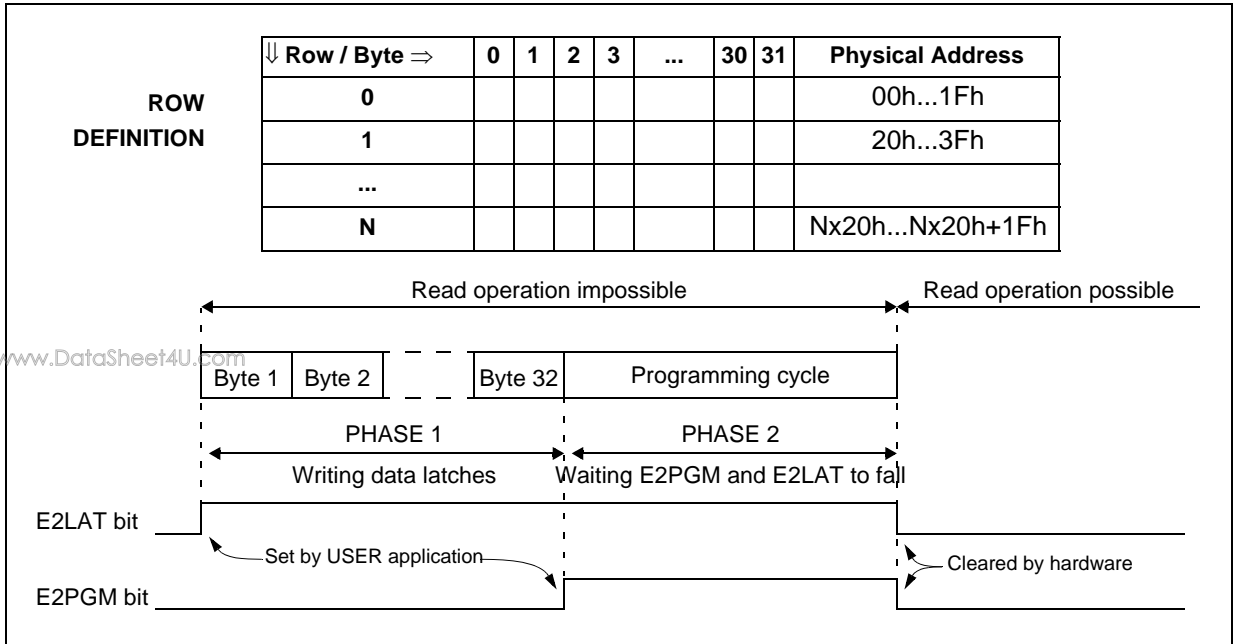 ⇓ Row / Byte ⇒ 0 1 2 3 ... 30 31 Physical Address
ROW
DEFINITION
0 00h...1Fh
1 20h...3Fh
...
N Nx20h...Nx20h+1Fh
Read operation impossible Read operation possible
www.DataSheet4U.com
Byte 1 Byte 2 Byte 32 Programming cycle
PHASE 1 PHASE 2
Writing data latches Waiting E2PGM and E2LAT to fall
E2LAT bit
Set by USER application Cleared by hardware
E2PGM bit